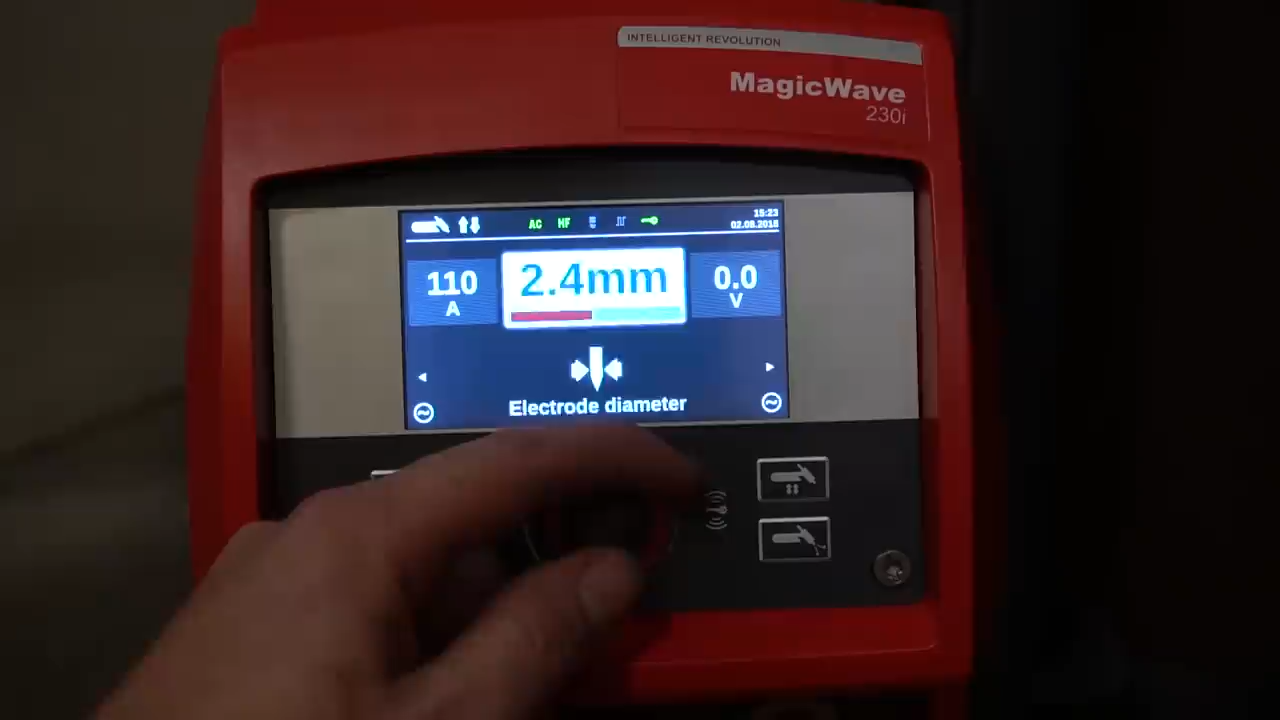 INTELLIGENT REVOLUTION
MagicWave
230i
AC HF
15:23
02.08.2018
110
A
2.4mm
0.0
V
Electrode diameter